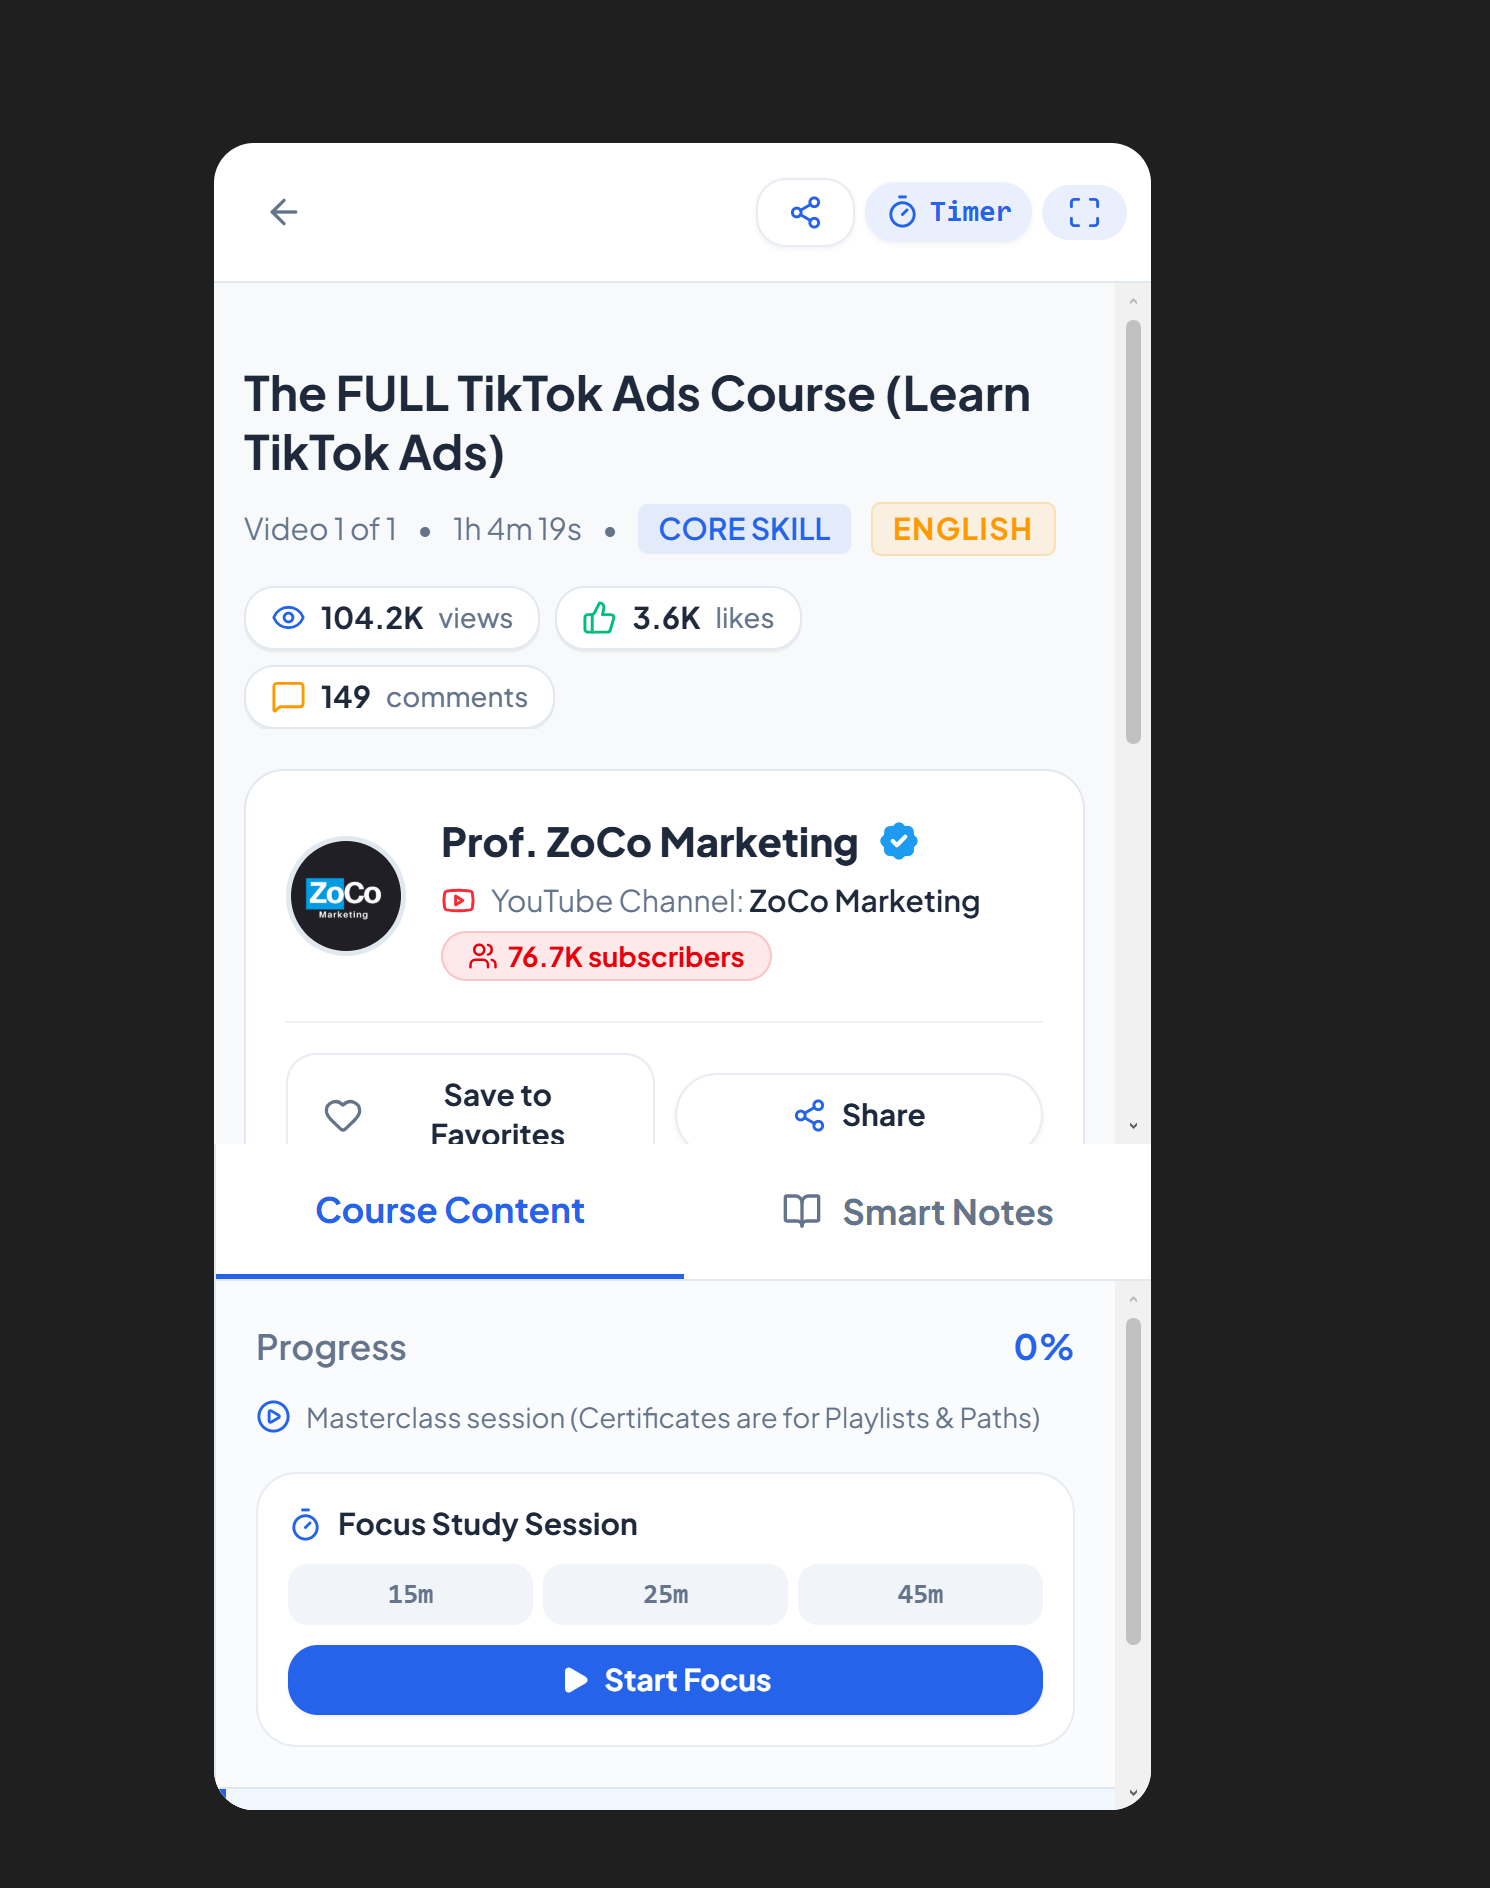 Timer
The FULL TikTok Ads Course (Learn
TikTok Ads)
Video 1 of 1 • 1h 4m 19s • CORE SKILL ENGLISH
104.2K views 3.6K likes
149 comments
ZoCo
Marketing
Prof. ZoCo Marketing
YouTube Channel: ZoCo Marketing
76.7K subscribers
Save to
Favorites
Share
Course Content Smart Notes
Progress 0%
Masterclass session (Certificates are for Playlists & Paths)
Focus Study Session
15m 25m 45m
Start Focus